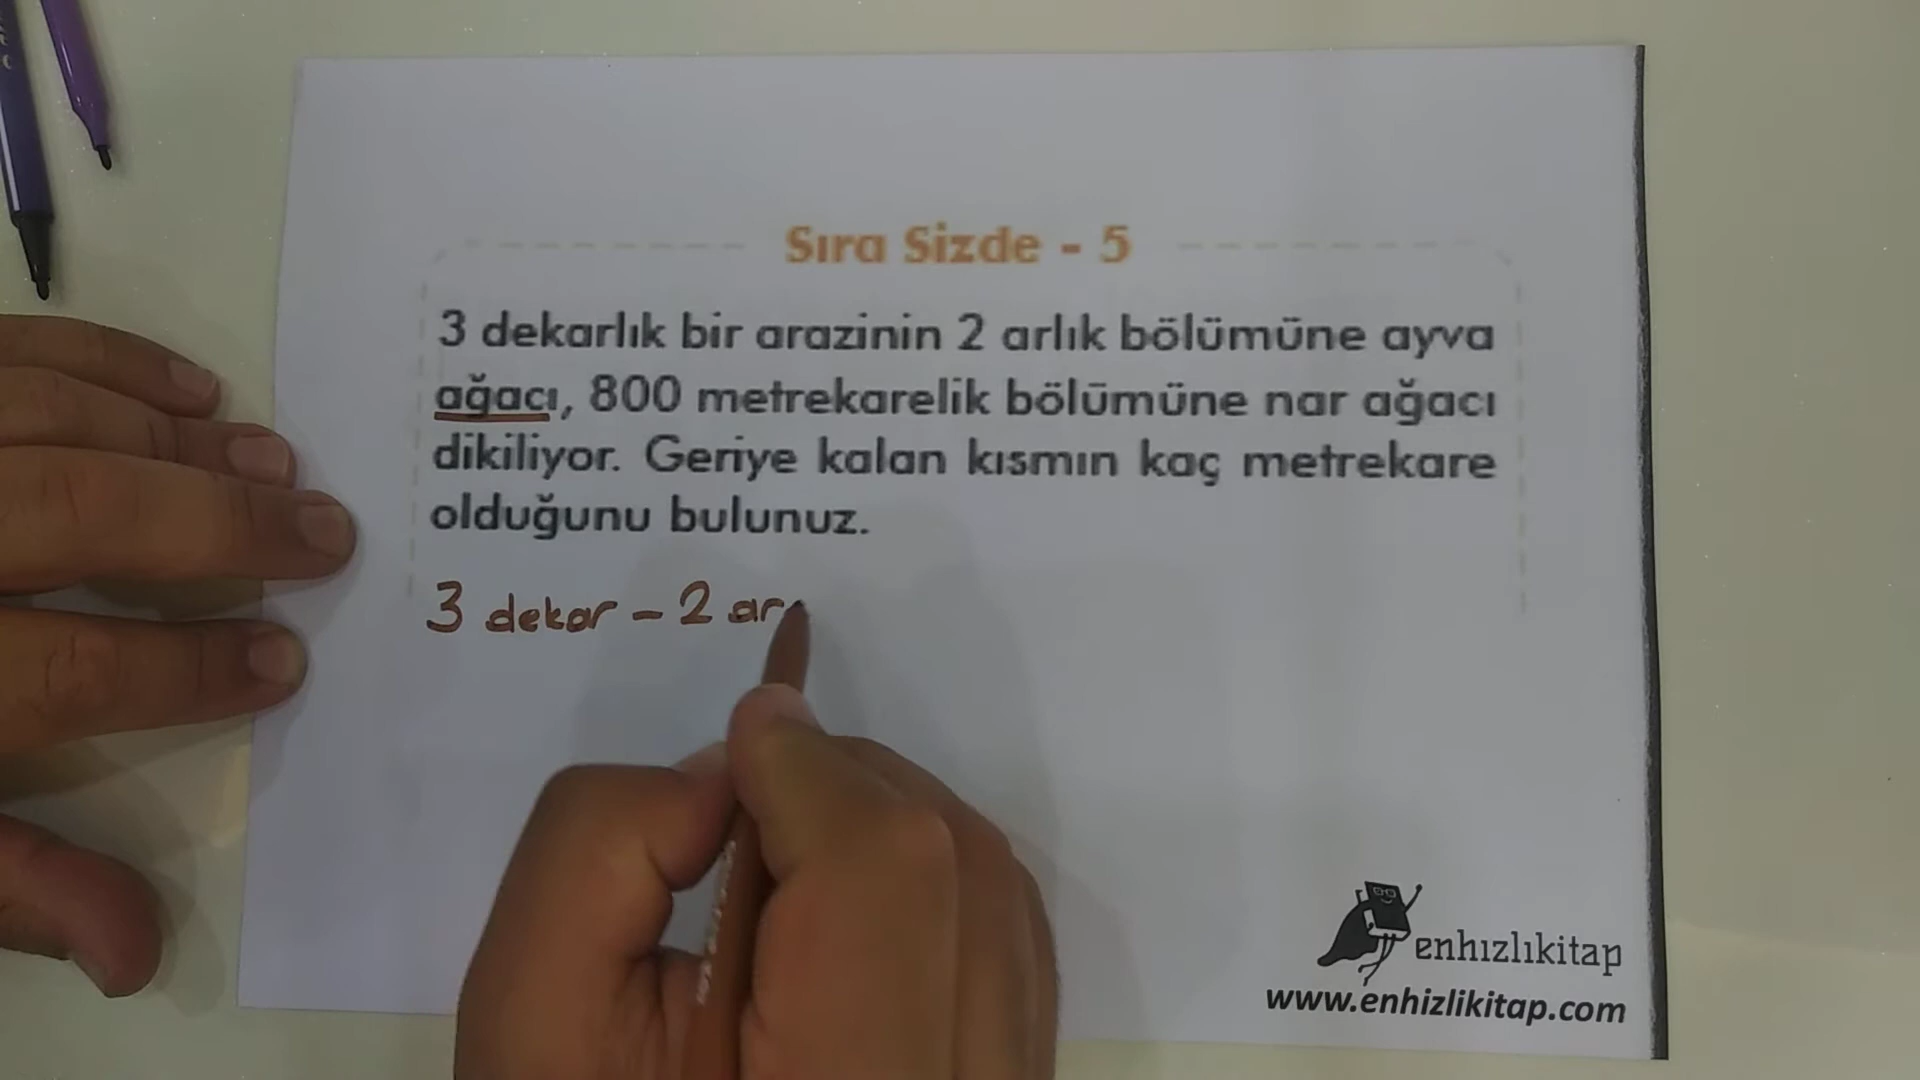 Sıra Sizde - 5
3 dekarlık bir arazinin 2 arlık bölümüne ayva
ağacı, 800 metrekarelik bölümüne nar ağacı
dikiliyor. Geriye kalan kısmın kaç metrekare
olduğunu bulunuz.
3 dekar - 2 ar
enhızlıkitap
www.enhizlikitap.com